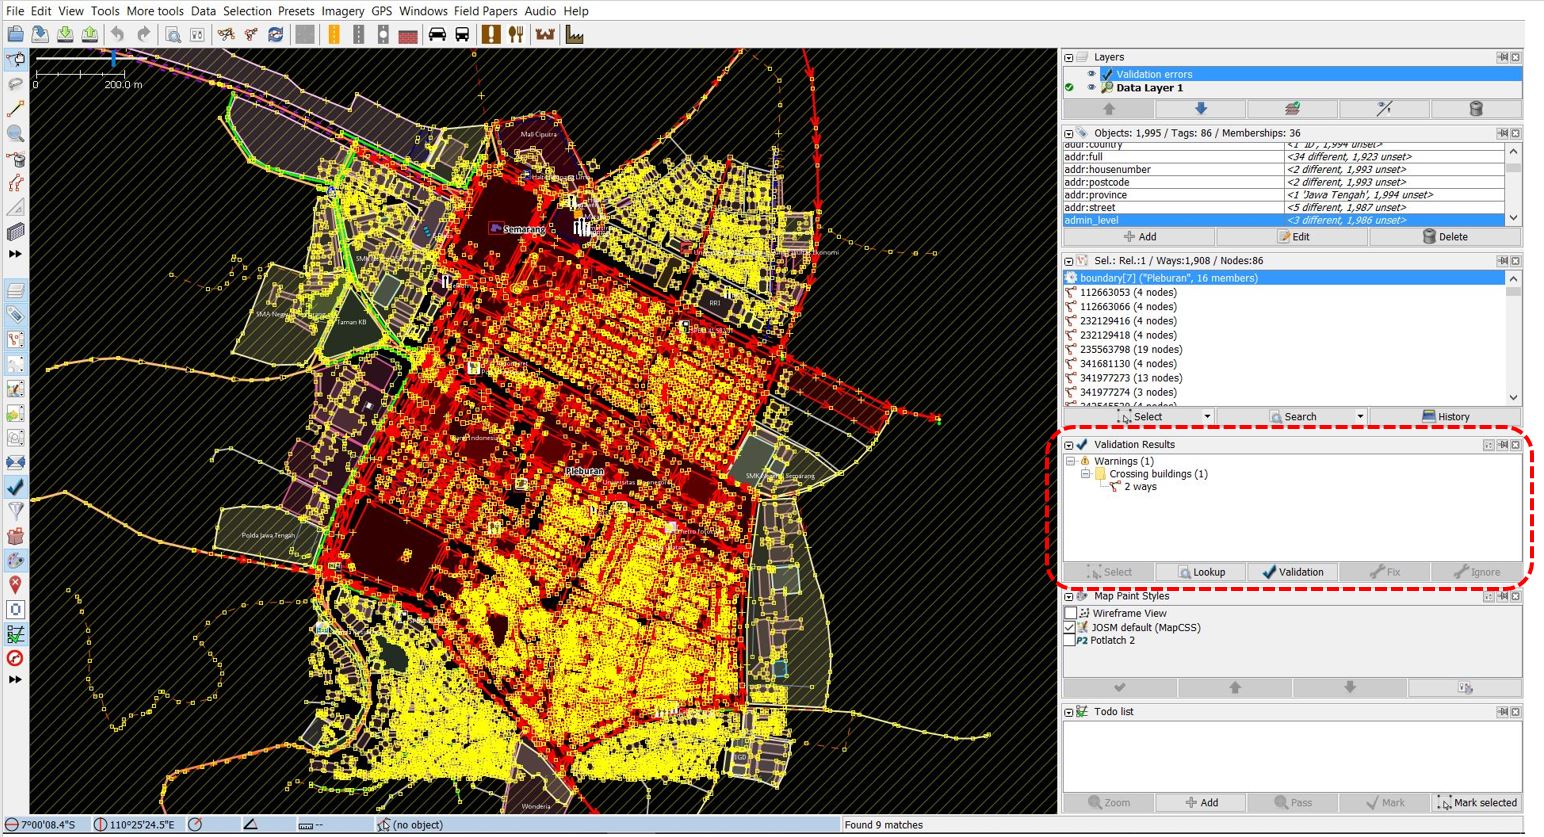 File Edit View Tools More tools Data Selection Presets Imagery GPS Windows Field Papers Audio Help
0 200.0 m
Mall Ciputra
Semarang
RRI
Taman KB
Pleburan
Polda Jawa Tengah
Wonderia
Layers
Validation errors
Data Layer 1
Objects: 1,995 / Tags: 86 / Memberships: 36
addr:country <1 'ID', 1,994 unset>
addr:full <34 different, 1,923 unset>
addr:housenumber <2 different, 1,993 unset>
addr:postcode <2 different, 1,993 unset>
addr:province <1 'Jawa Tengah', 1,994 unset>
addr:street <5 different, 1,987 unset>
admin_level <3 different, 1,986 unset>
Add Edit Delete
Sel.: Rel.:1 / Ways:1,908 / Nodes:86
boundary[7] ("Pleburan", 16 members)
112663053 (4 nodes)
112663066 (4 nodes)
232129416 (4 nodes)
232129418 (4 nodes)
235563798 (19 nodes)
341681130 (4 nodes)
341977273 (13 nodes)
341977274 (3 nodes)
Select Search History
Validation Results
Warnings (1)
Crossing buildings (1)
2 ways
Select Lookup Validation Fix Ignore
Map Paint Styles
Wireframe View
JOSM default (MapCSS)
P2 Potlatch 2
Todo list
Zoom Add Pass Mark Mark selected
7°00'08.4"S 110°25'24.5"E -- (no object) Found 9 matches